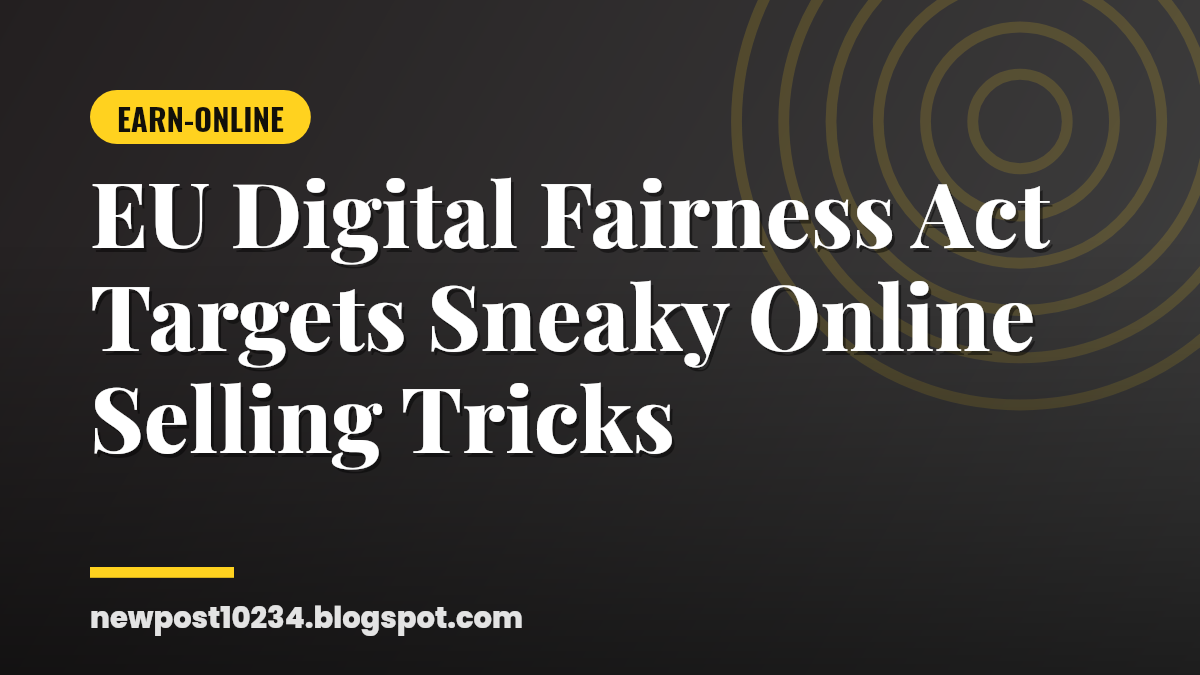 EARN-ONLINE
EU Digital Fairness Act
Targets Sneaky Online
Selling Tricks
newpost10234.blogspot.com